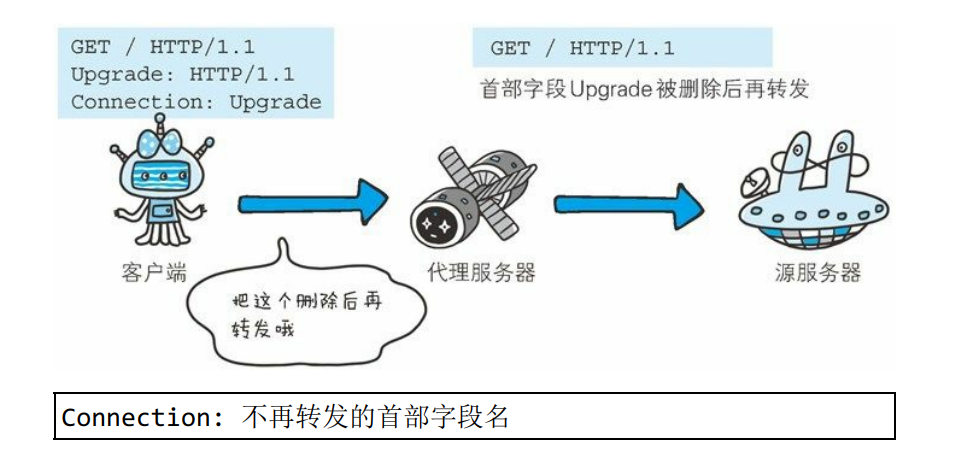 GET / HTTP/1.1
Upgrade: HTTP/1.1
Connection: Upgrade
GET / HTTP/1.1
首部字段Upgrade被删除后再转发
客户端
代理服务器
源服务器
把这个删除后再
转发哦
Connection: 不再转发的首部字段名